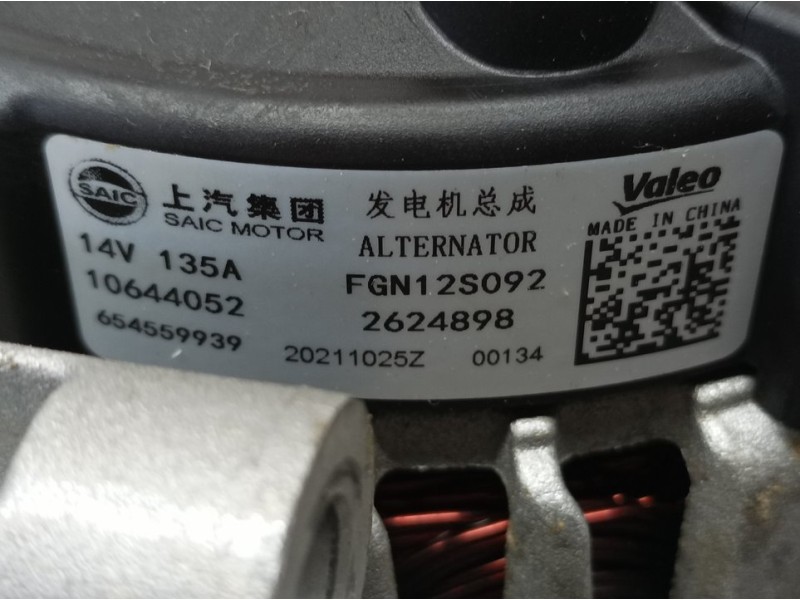 SAIC
上汽集团
SAIC MOTOR
14V 135A
10644052
654559939
发电机总成
ALTERNATOR
FGN12S092
2624898
20211025Z 00134
Valeo
MADE IN CHINA